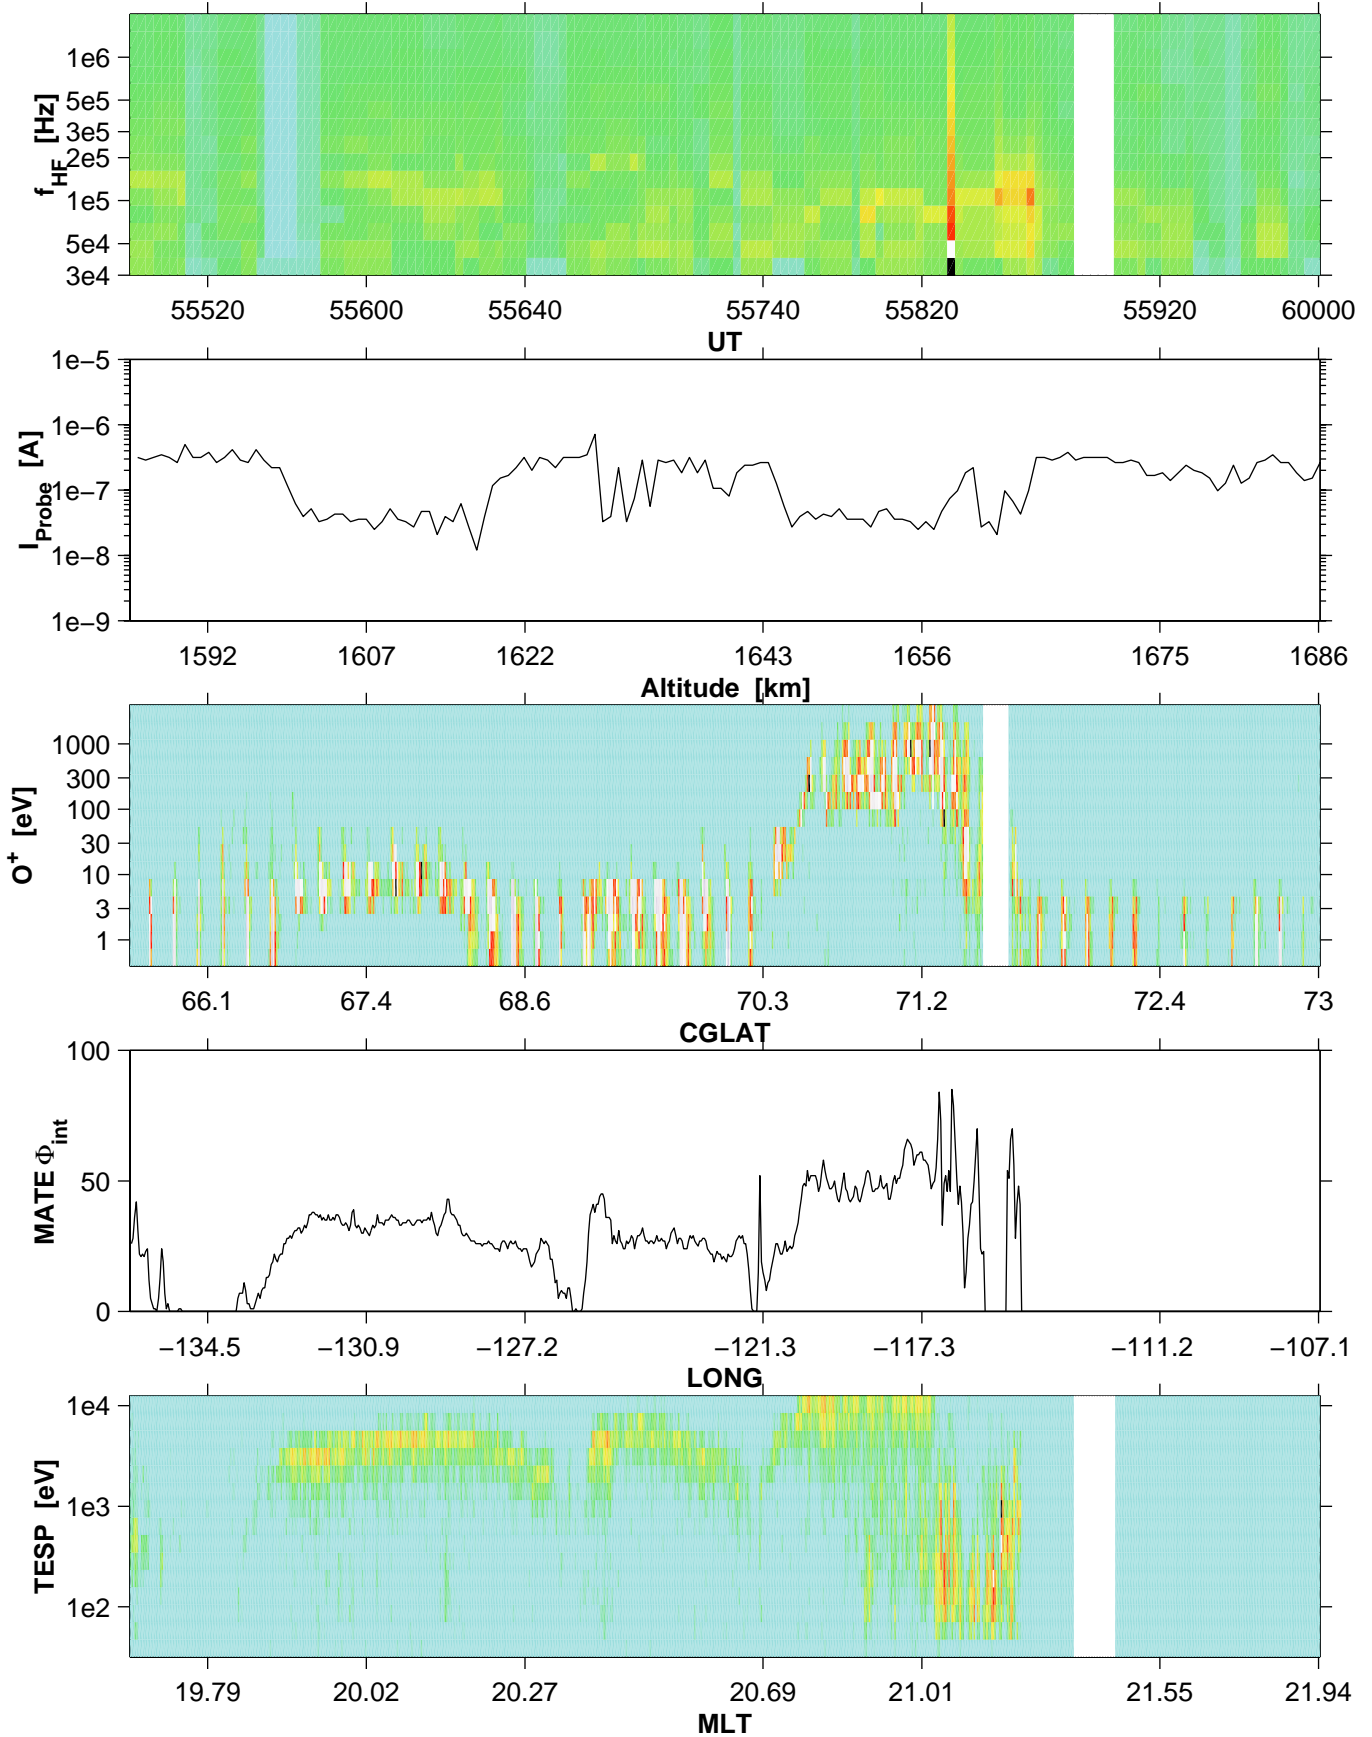 1e6
5e5
3e5
2e5
1e5
5e4
3e4
f_HF [Hz]
55520 55600 55640 55740 55820 55920 60000
UT
1e−5
1e−6
1e−7
1e−8
1e−9
I_Probe [A]
1592 1607 1622 1643 1656 1675 1686
Altitude [km]
1000
300
100
30
10
3
1
O⁺ [eV]
66.1 67.4 68.6 70.3 71.2 72.4 73
CGLAT
100
50
0
MATE Φ_int
−134.5 −130.9 −127.2 −121.3 −117.3 −111.2 −107.1
LONG
1e4
1e3
1e2
TESP [eV]
19.79 20.02 20.27 20.69 21.01 21.55 21.94
MLT